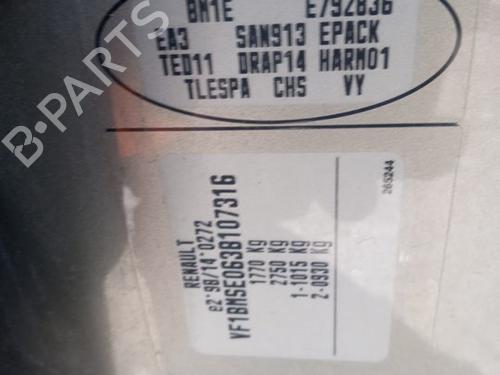 BM1E E792836
EA3 SAN913 EPACK
TED11 DRAP14 HARM01
TLESPA CHS VY
RENAULT
e2*98/14*0272
VF1BMSE0638107316
1770 Kg
2750 Kg
1-1015 Kg
2-0930 Kg
265244
B-PARTS